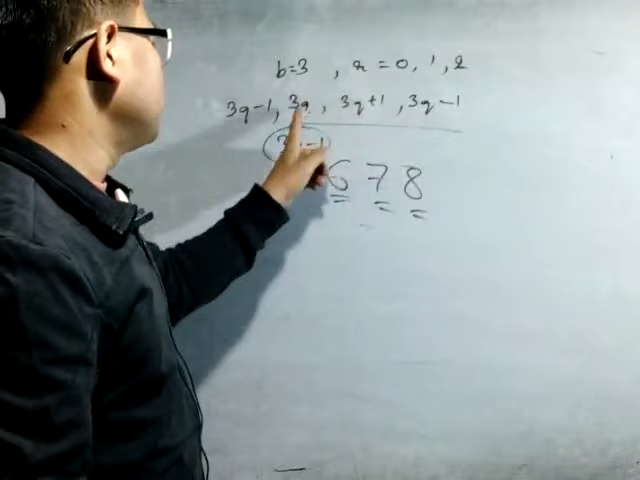 b=3 , r = 0, 1, 2
3q-1, 3q, 3q+1, 3q-1
6 7 8